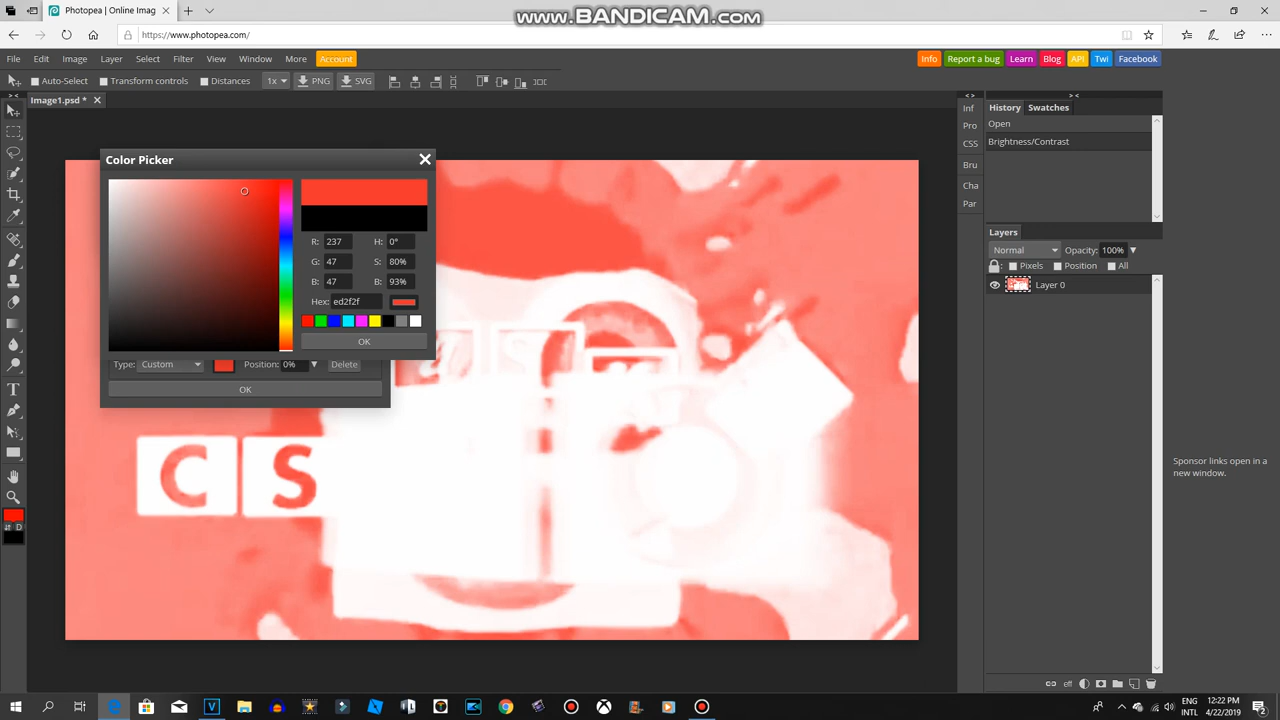 www.BANDICAM.com
Photopea | Online Imag
https://www.photopea.com/
File Edit Image Layer Select Filter View Window More Account
Info Report a bug Learn Blog API Twi Facebook
Auto-Select Transform controls Distances 1x PNG SVG
Image1.psd *
Inf
Pro
CSS
Bru
Cha
Par
History Swatches
Open
Brightness/Contrast
Layers
Normal Opacity: 100%
Pixels Position All
Layer 0
Color Picker
R: 237 H: 0°
G: 47 S: 80%
B: 47 B: 93%
Hex: ed2f2f
OK
Type: Custom Position: 0% Delete
OK
C S
D
Sponsor links open in a
new window.
ENG
INTL
12:22 PM
4/22/2019